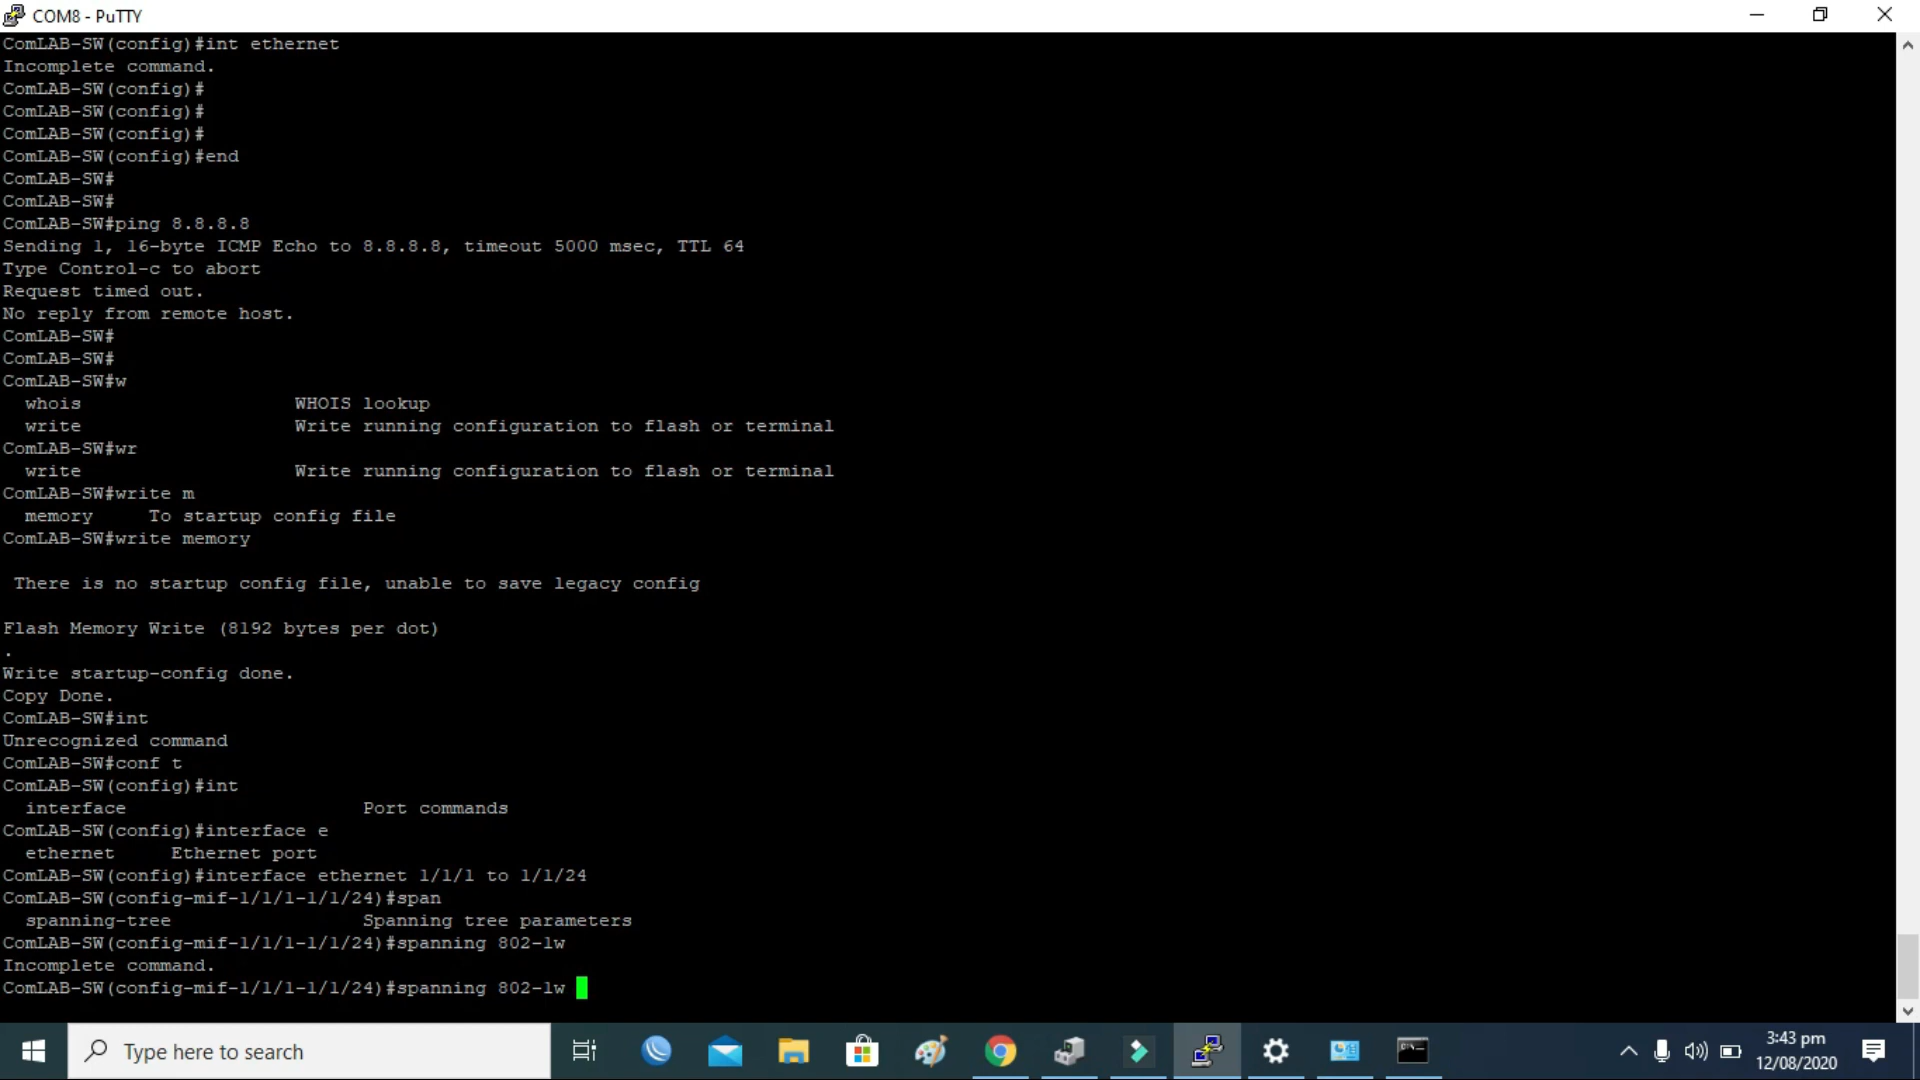 COM8 - PuTTY
ComLAB-SW(config)#int ethernet
Incomplete command.
ComLAB-SW(config)#
ComLAB-SW(config)#
ComLAB-SW(config)#
ComLAB-SW(config)#end
ComLAB-SW#
ComLAB-SW#
ComLAB-SW#ping 8.8.8.8
Sending 1, 16-byte ICMP Echo to 8.8.8.8, timeout 5000 msec, TTL 64
Type Control-c to abort
Request timed out.
No reply from remote host.
ComLAB-SW#
ComLAB-SW#
ComLAB-SW#w
  whois                   WHOIS lookup
  write                   Write running configuration to flash or terminal
ComLAB-SW#wr
  write                   Write running configuration to flash or terminal
ComLAB-SW#write m
  memory     To startup config file
ComLAB-SW#write memory
 There is no startup config file, unable to save legacy config
Flash Memory Write (8192 bytes per dot)
.
Write startup-config done.
Copy Done.
ComLAB-SW#int
Unrecognized command
ComLAB-SW#conf t
ComLAB-SW(config)#int
  interface                     Port commands
ComLAB-SW(config)#interface e
  ethernet     Ethernet port
ComLAB-SW(config)#interface ethernet 1/1/1 to 1/1/24
ComLAB-SW(config-mif-1/1/1-1/1/24)#span
  spanning-tree                 Spanning tree parameters
ComLAB-SW(config-mif-1/1/1-1/1/24)#spanning 802-1w
Incomplete command.
ComLAB-SW(config-mif-1/1/1-1/1/24)#spanning 802-1w
Type here to search
3:43 pm
12/08/2020